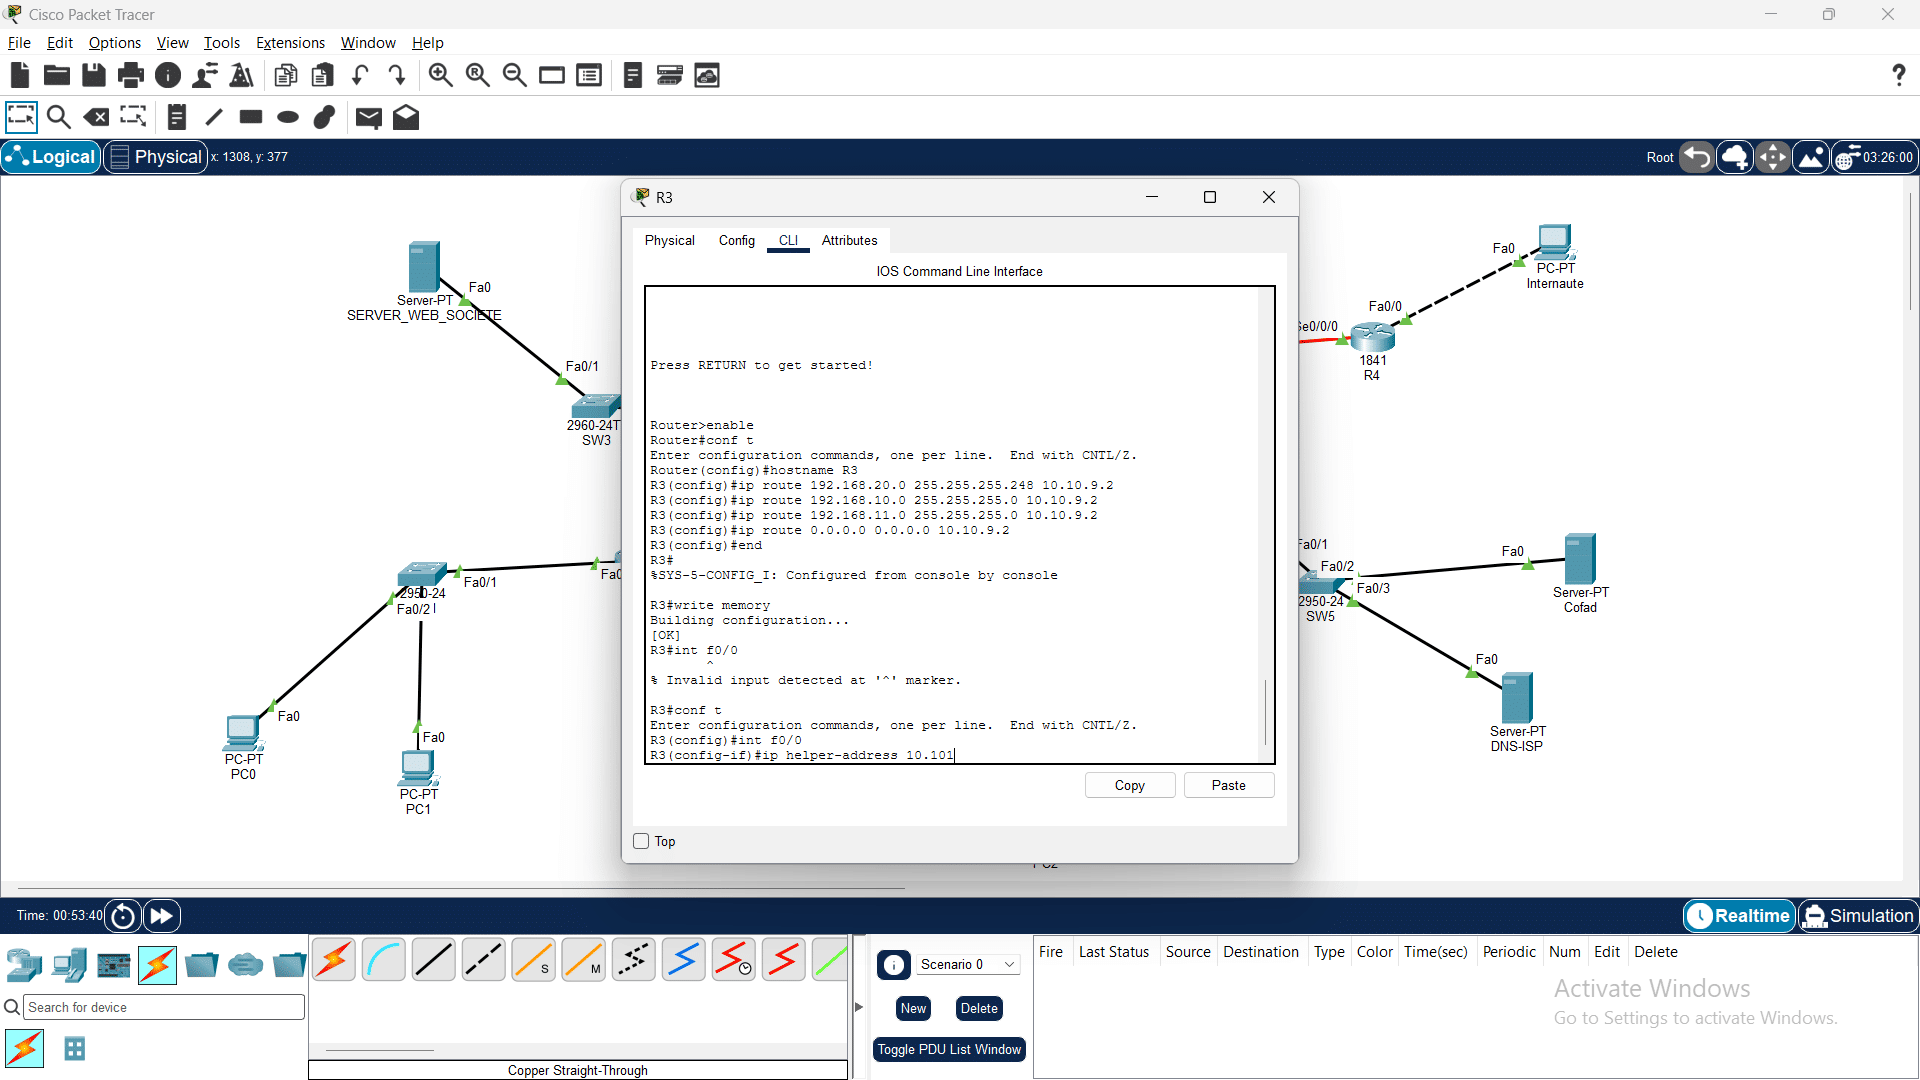 Cisco Packet Tracer
File Edit Options View Tools Extensions Window Help
Logical Physical x: 1308, y: 377 Root 03:26:00
R3
Physical Config CLI Attributes
IOS Command Line Interface
Press RETURN to get started!
Router>enable
Router#conf t
Enter configuration commands, one per line. End with CNTL/Z.
Router(config)#hostname R3
R3(config)#ip route 192.168.20.0 255.255.255.248 10.10.9.2
R3(config)#ip route 192.168.10.0 255.255.255.0 10.10.9.2
R3(config)#ip route 192.168.11.0 255.255.255.0 10.10.9.2
R3(config)#ip route 0.0.0.0 0.0.0.0 10.10.9.2
R3(config)#end
R3#
%SYS-5-CONFIG_I: Configured from console by console
R3#write memory
Building configuration...
[OK]
R3#int f0/0
^
% Invalid input detected at '^' marker.
R3#conf t
Enter configuration commands, one per line. End with CNTL/Z.
R3(config)#int f0/0
R3(config-if)#ip helper-address 10.101
Copy Paste
Top
Fa0
Server-PT
SERVER_WEB_SOCIETE
Fa0/1
2960-24T
SW3
Fa0/1
2950-24
Fa0/2
Fa0
PC-PT
PC0
Fa0
PC-PT
PC1
Fa0
PC-PT
Internaute
Fa0/0
Se0/0/0
1841
R4
Fa0/1
Fa0/2
Fa0/3
2950-24
SW5
Fa0
Server-PT
Cofad
Fa0
Server-PT
DNS-ISP
Time: 00:53:40 Realtime Simulation
Search for device
S M
Copper Straight-Through
Scenario 0
New Delete
Toggle PDU List Window
Fire Last Status Source Destination Type Color Time(sec) Periodic Num Edit Delete
Activate Windows
Go to Settings to activate Windows.